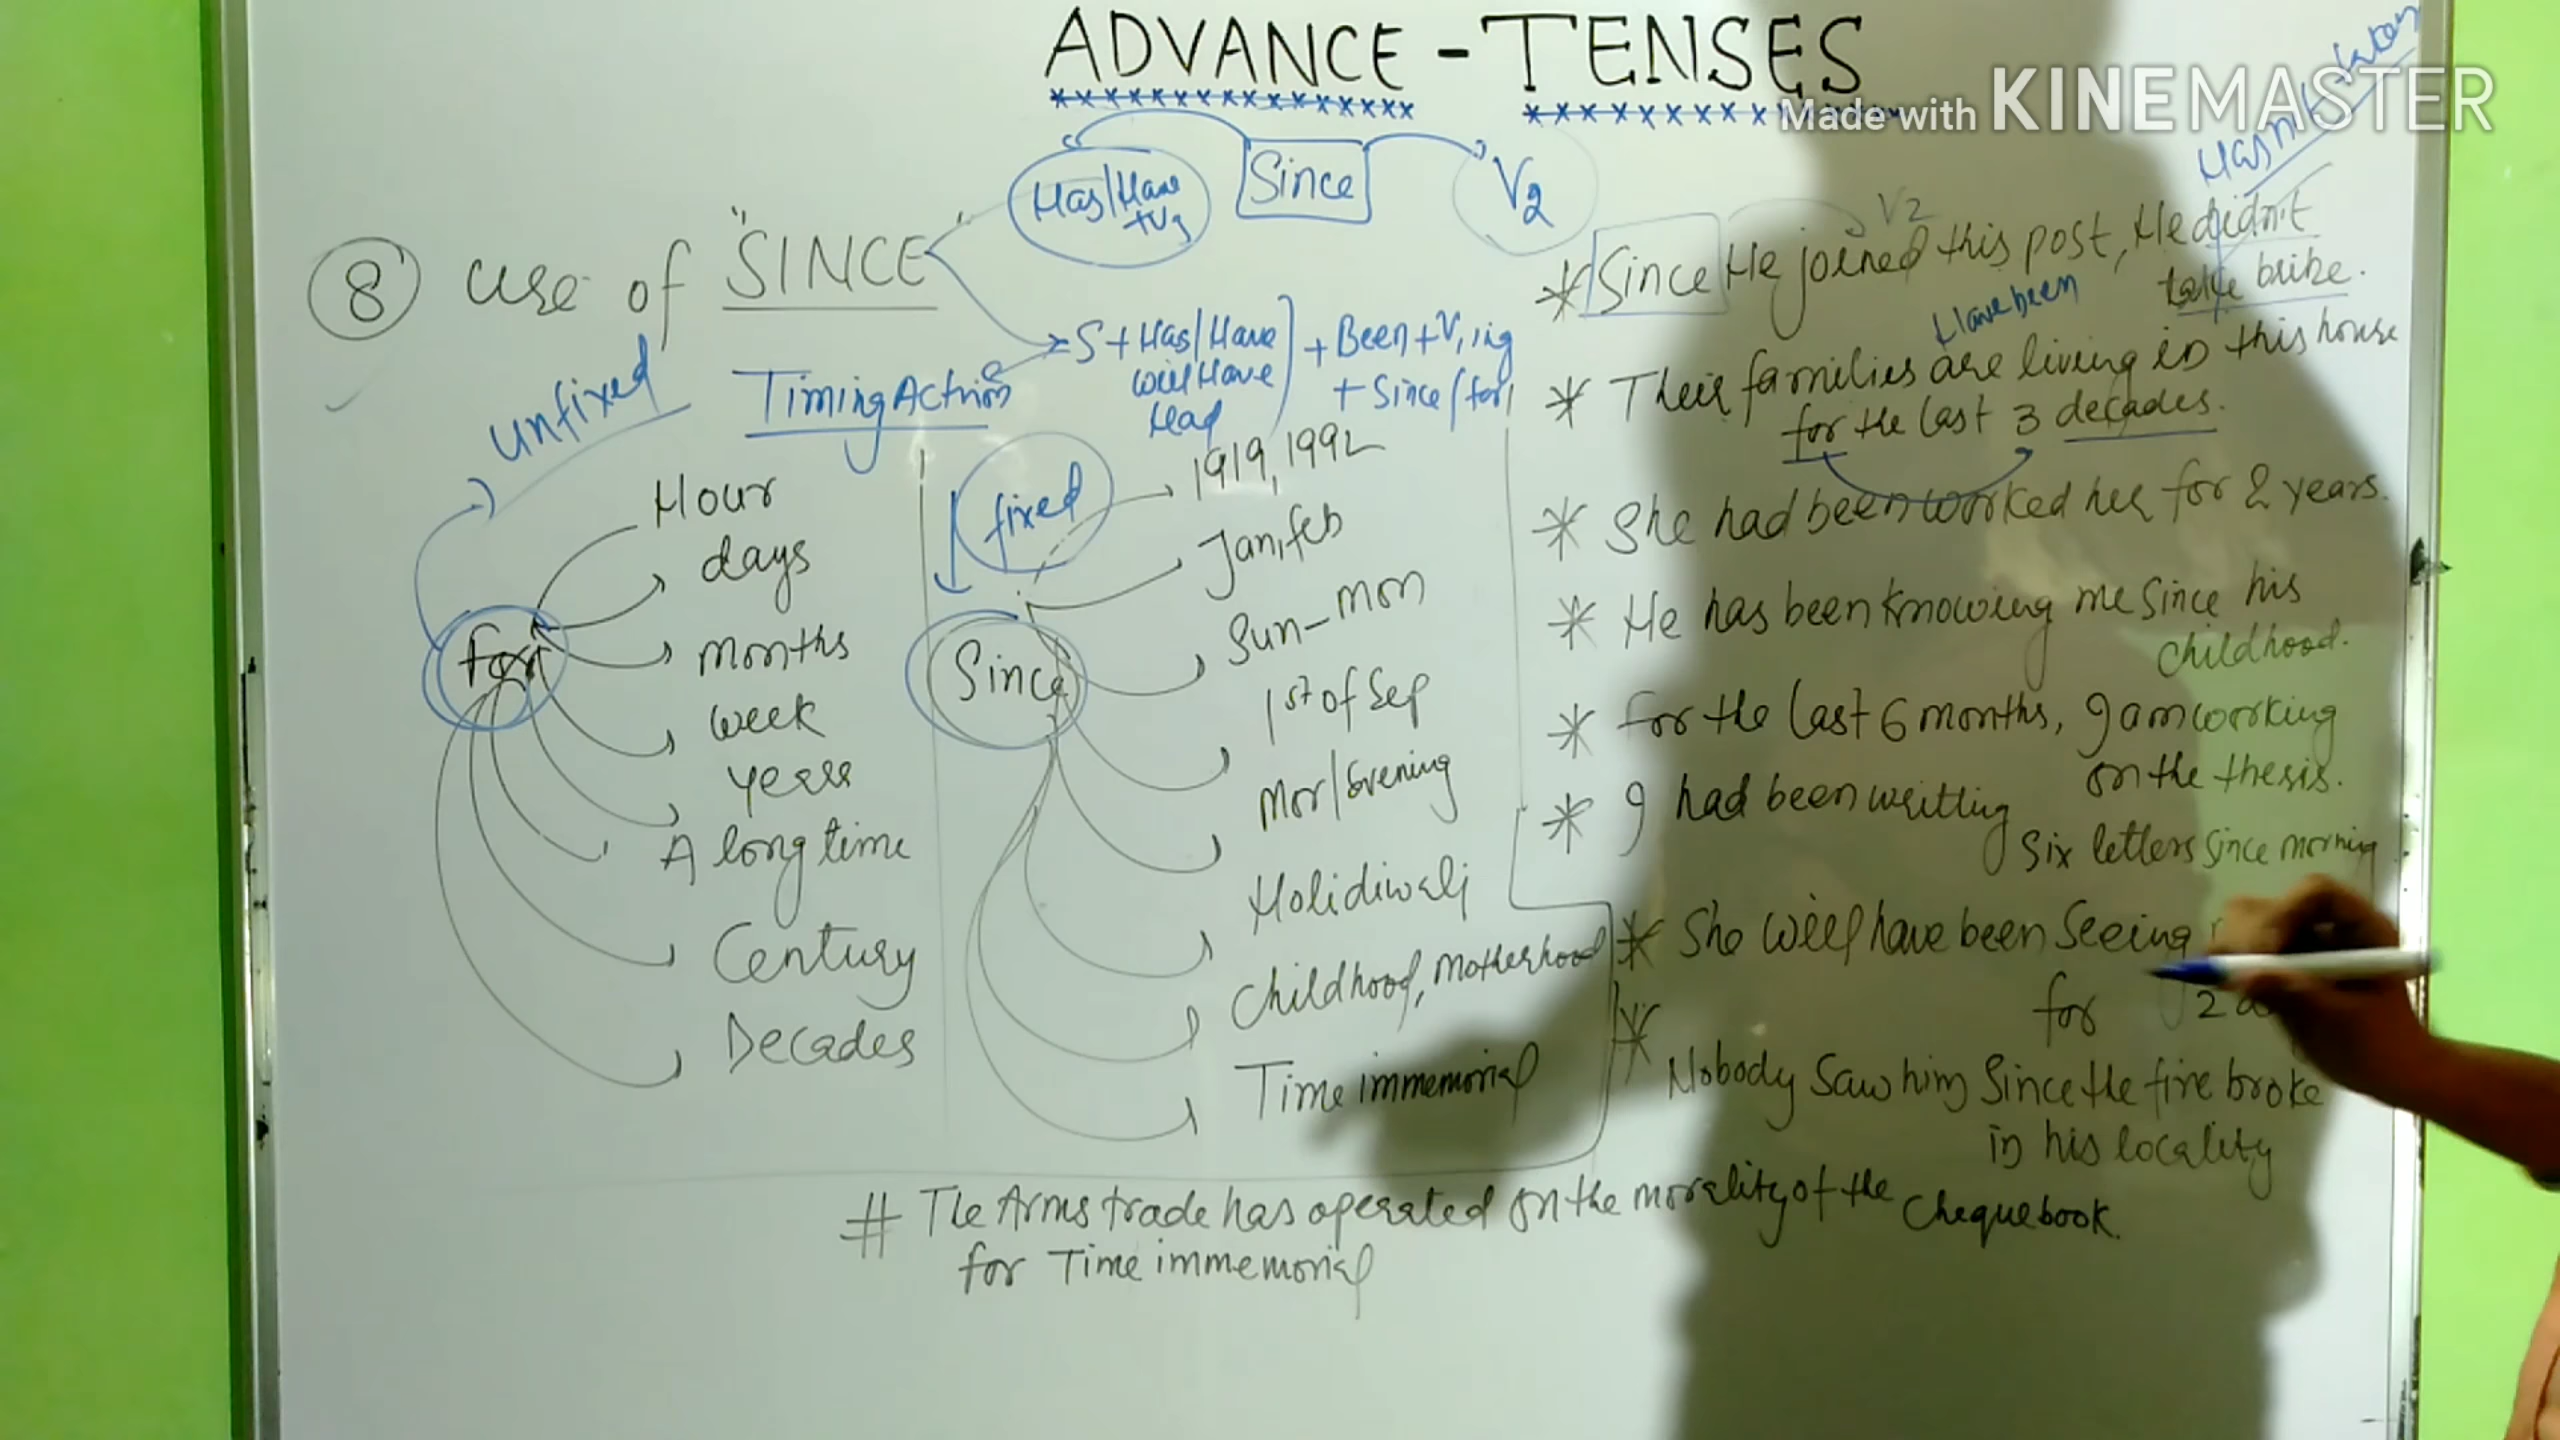 ADVANCE - TENSES
Made with KINEMASTER
Has/Have +V3
Since
V2
8 use of "SINCE"
Timing Action
=S + Has/Have
will Have
Had
+ Been + V, ing
+ Since/for
unfixed
for
Hour
days
months
week
years
A long time
Century
Decades
fixed
Since
1919, 1992
Jan, feb
Sun - mon
1st of Sep
Mor/Evening
Holi diwali
Childhood, motherhood
Time immemorial
V2
Has not taken
* Since He joined this post, He didn't
take bribe.
Have been
* Their families are living in this house
for the last 3 decades.
* She had been worked her for 2 years.
* He has been knowing me Since his
childhood.
* for the last 6 months, I am working
on the thesis.
* I had been writting
Six letters since morning
* She will have been Seeing
for 2
* Nobody Saw him Since the fire broke
in his locality
# The Arms trade has operated on the morality of the Chequebook.
for Time immemorial